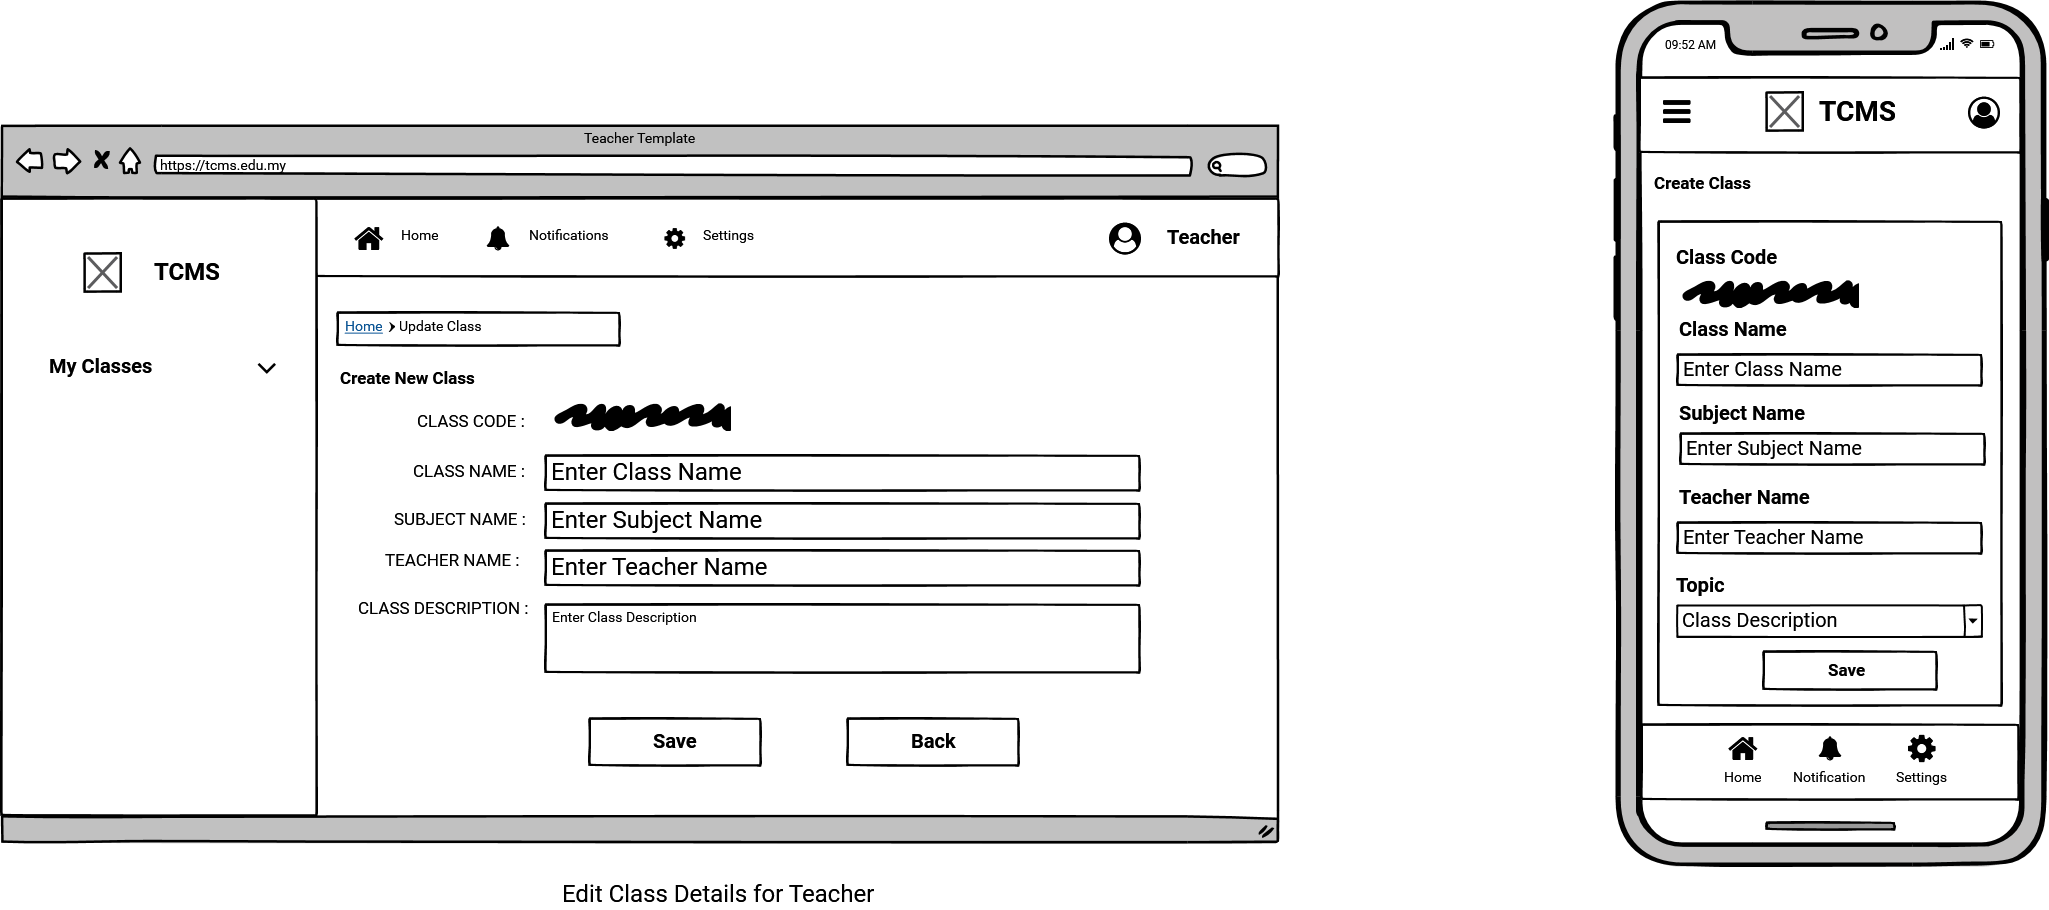 Teacher Template
https://tcms.edu.my
TCMS
My Classes
Home
Notifications
Settings
Teacher
Home
Update Class
Create New Class
CLASS CODE :
CLASS NAME :
Enter Class Name
SUBJECT NAME :
Enter Subject Name
TEACHER NAME :
Enter Teacher Name
CLASS DESCRIPTION :
Enter Class Description
Save
Back
Edit Class Details for Teacher
09:52 AM
TCMS
Create Class
Class Code
Class Name
Enter Class Name
Subject Name
Enter Subject Name
Teacher Name
Enter Teacher Name
Topic
Class Description
Save
Home
Notification
Settings